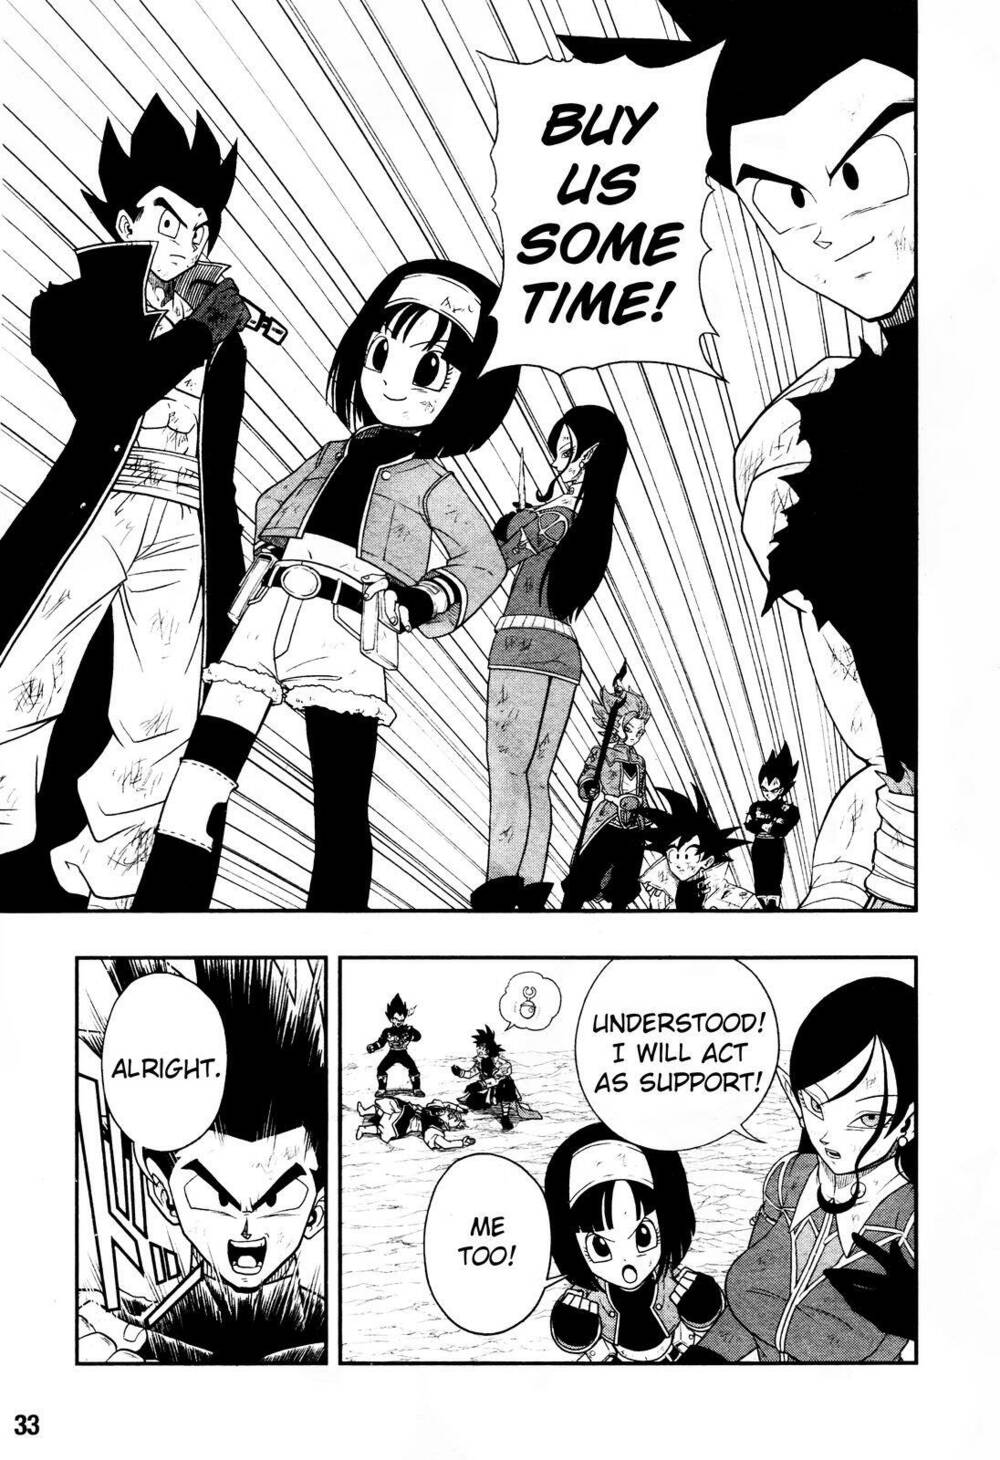 BUY
US
SOME
TIME!
UNDERSTOOD!
I WILL ACT
AS SUPPORT!
ME
TOO!
ALRIGHT.
33